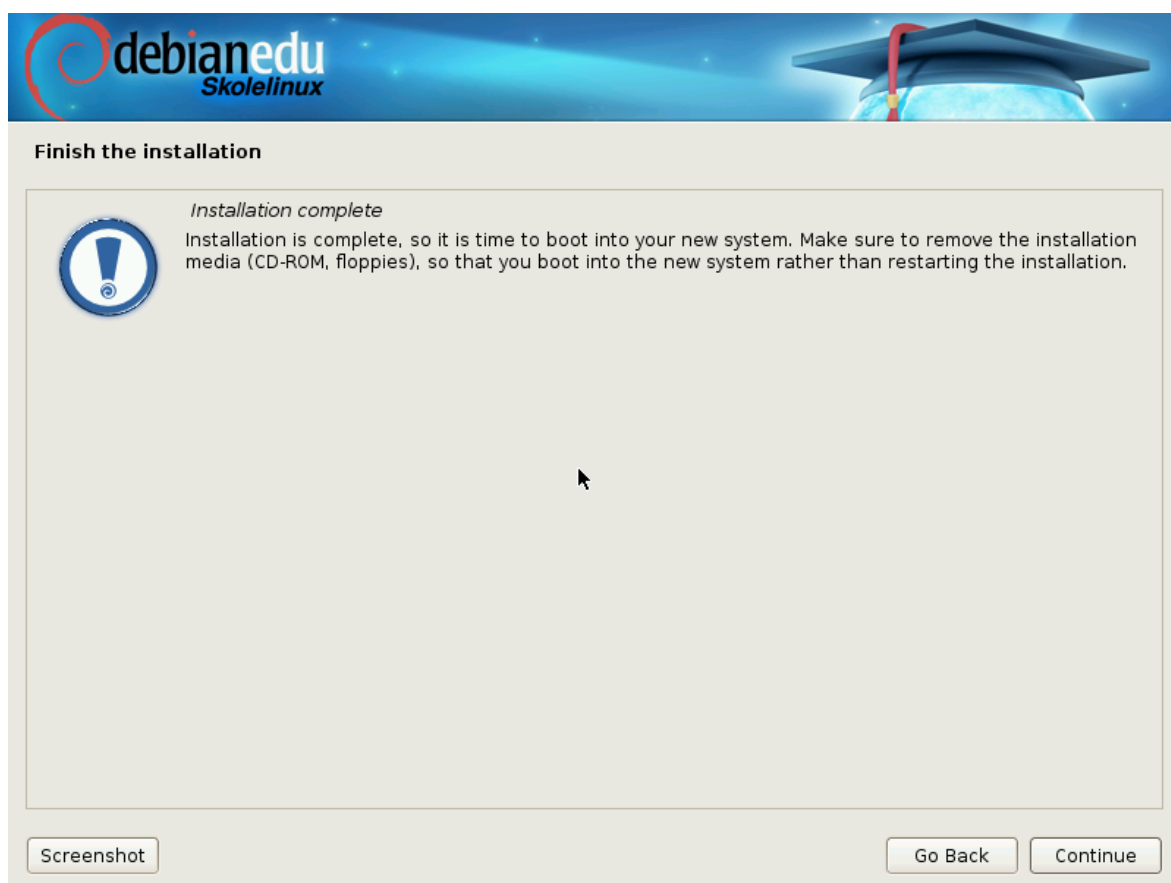 debianedu
Skolelinux
Finish the installation
Installation complete
Installation is complete, so it is time to boot into your new system. Make sure to remove the installation
media (CD-ROM, floppies), so that you boot into the new system rather than restarting the installation.
Screenshot
Go Back
Continue